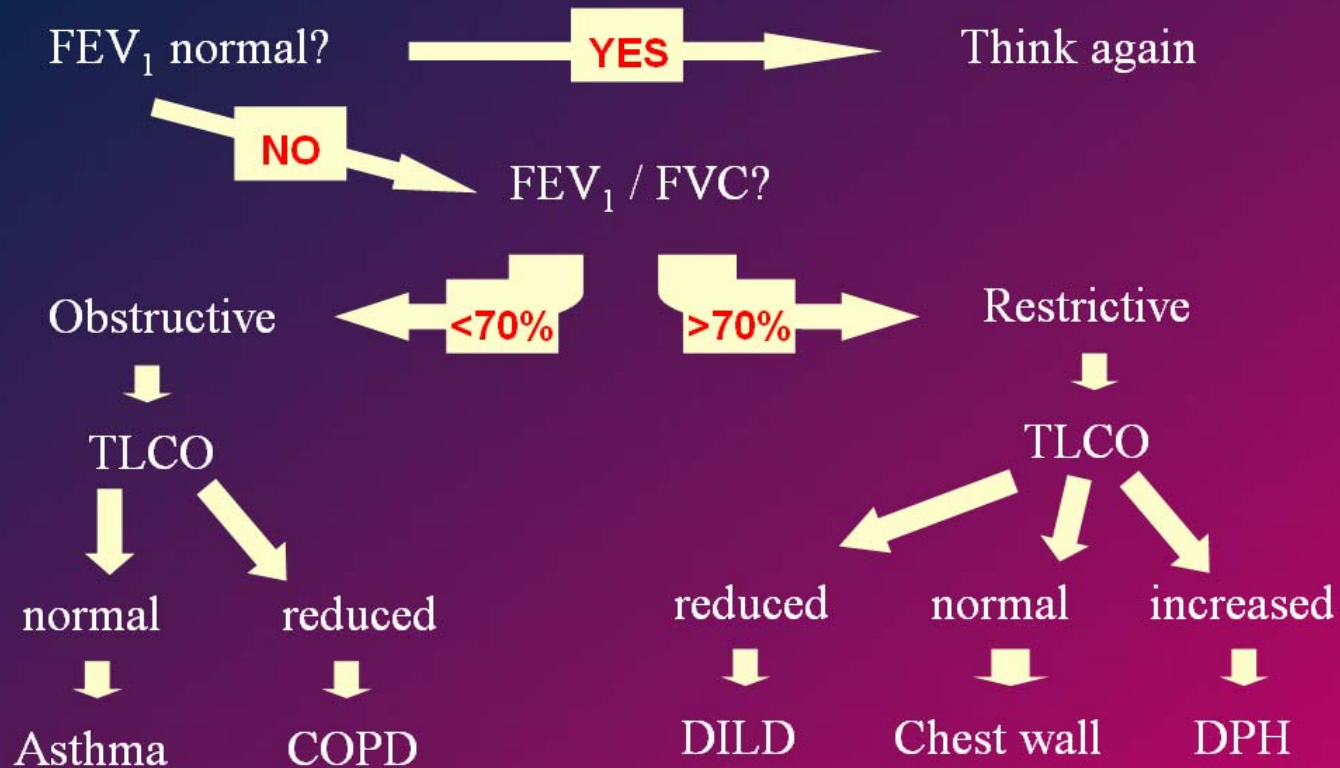 FEV₁ normal?
YES
Think again
NO
FEV₁ / FVC?
Obstructive
<70%
>70%
Restrictive
TLCO
TLCO
normal
reduced
reduced
normal
increased
Asthma
COPD
DILD
Chest wall
DPH